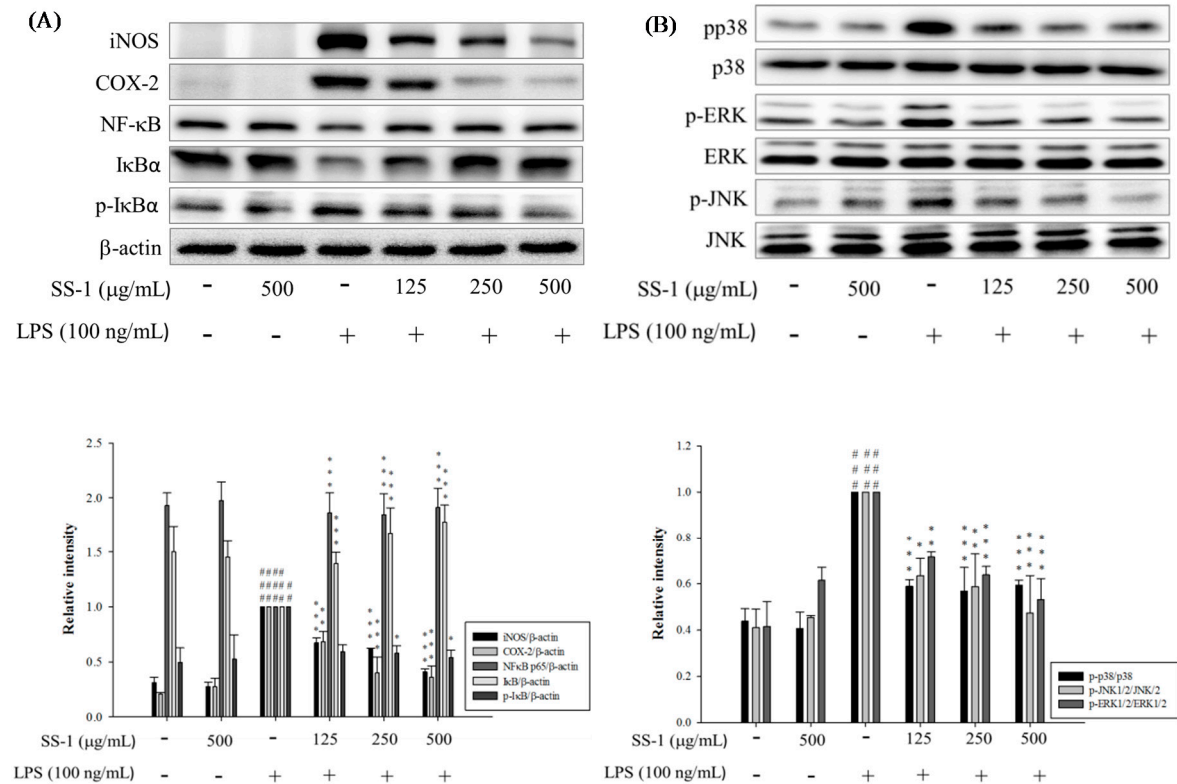 (A)
iNOS
COX-2
NF-κB
IκBα
p-IκBα
β-actin
SS-1 (μg/mL) - 500 - 125 250 500
LPS (100 ng/mL) - - + + + +
(B)
pp38
p38
p-ERK
ERK
p-JNK
JNK
SS-1 (μg/mL) - 500 - 125 250 500
LPS (100 ng/mL) - - + + + +
Relative intensity
2.5
2.0
1.5
1.0
0.5
0.0
####
#### #
#### #
* *
* *
*
* * *
* * *
* * *
* * *
* * *
* * *
*
* * *
* * *
* * *
* * *
*
iNOS/β-actin
COX-2/β-actin
NFκB p65/β-actin
IκB/β-actin
p-IκB/β-actin
SS-1 (μg/mL) - 500 - 125 250 500
LPS (100 ng/mL) - - + + + +
Relative intensity
1.2
1.0
0.8
0.6
0.4
0.2
0.0
# # #
# # #
# # #
* * *
*
* *
* * *
* *
* * *
* * *
* * *
* * *
p-p38/p38
p-JNK1/2/JNK/2
p-ERK1/2/ERK1/2
SS-1 (μg/mL) - 500 - 125 250 500
LPS (100 ng/mL) - - + + + +